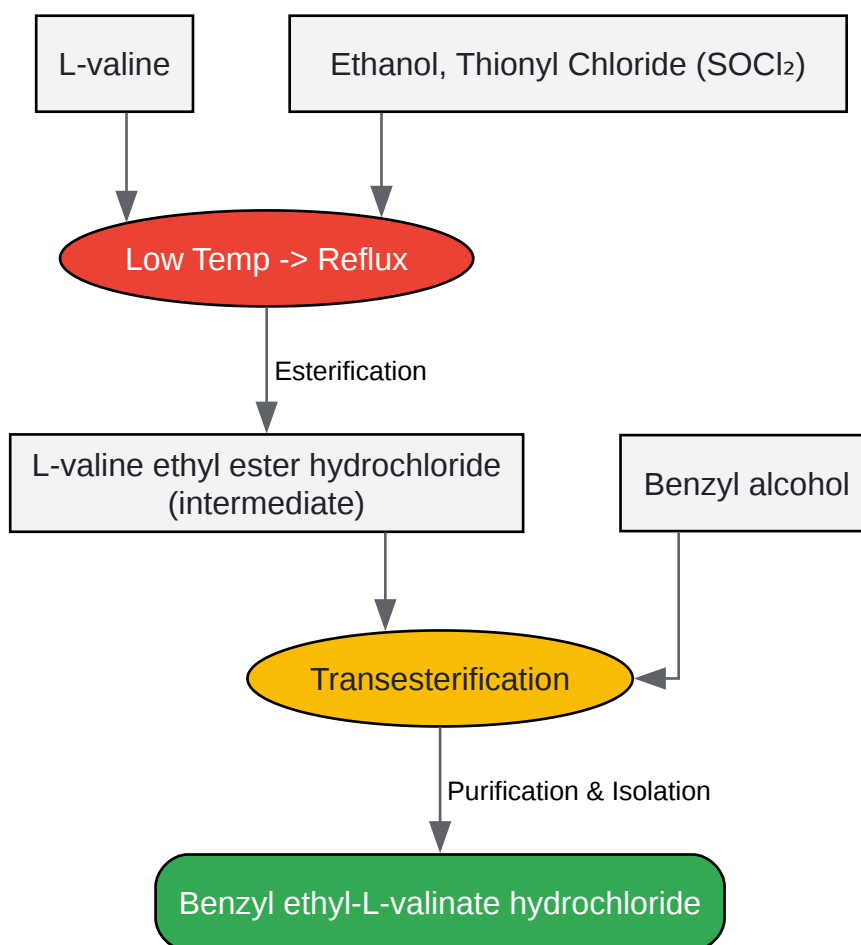 L-valine
Ethanol, Thionyl Chloride (SOCl₂)
Low Temp -> Reflux
Esterification
L-valine ethyl ester hydrochloride
(intermediate)
Benzyl alcohol
Transesterification
Purification & Isolation
Benzyl ethyl-L-valinate hydrochloride